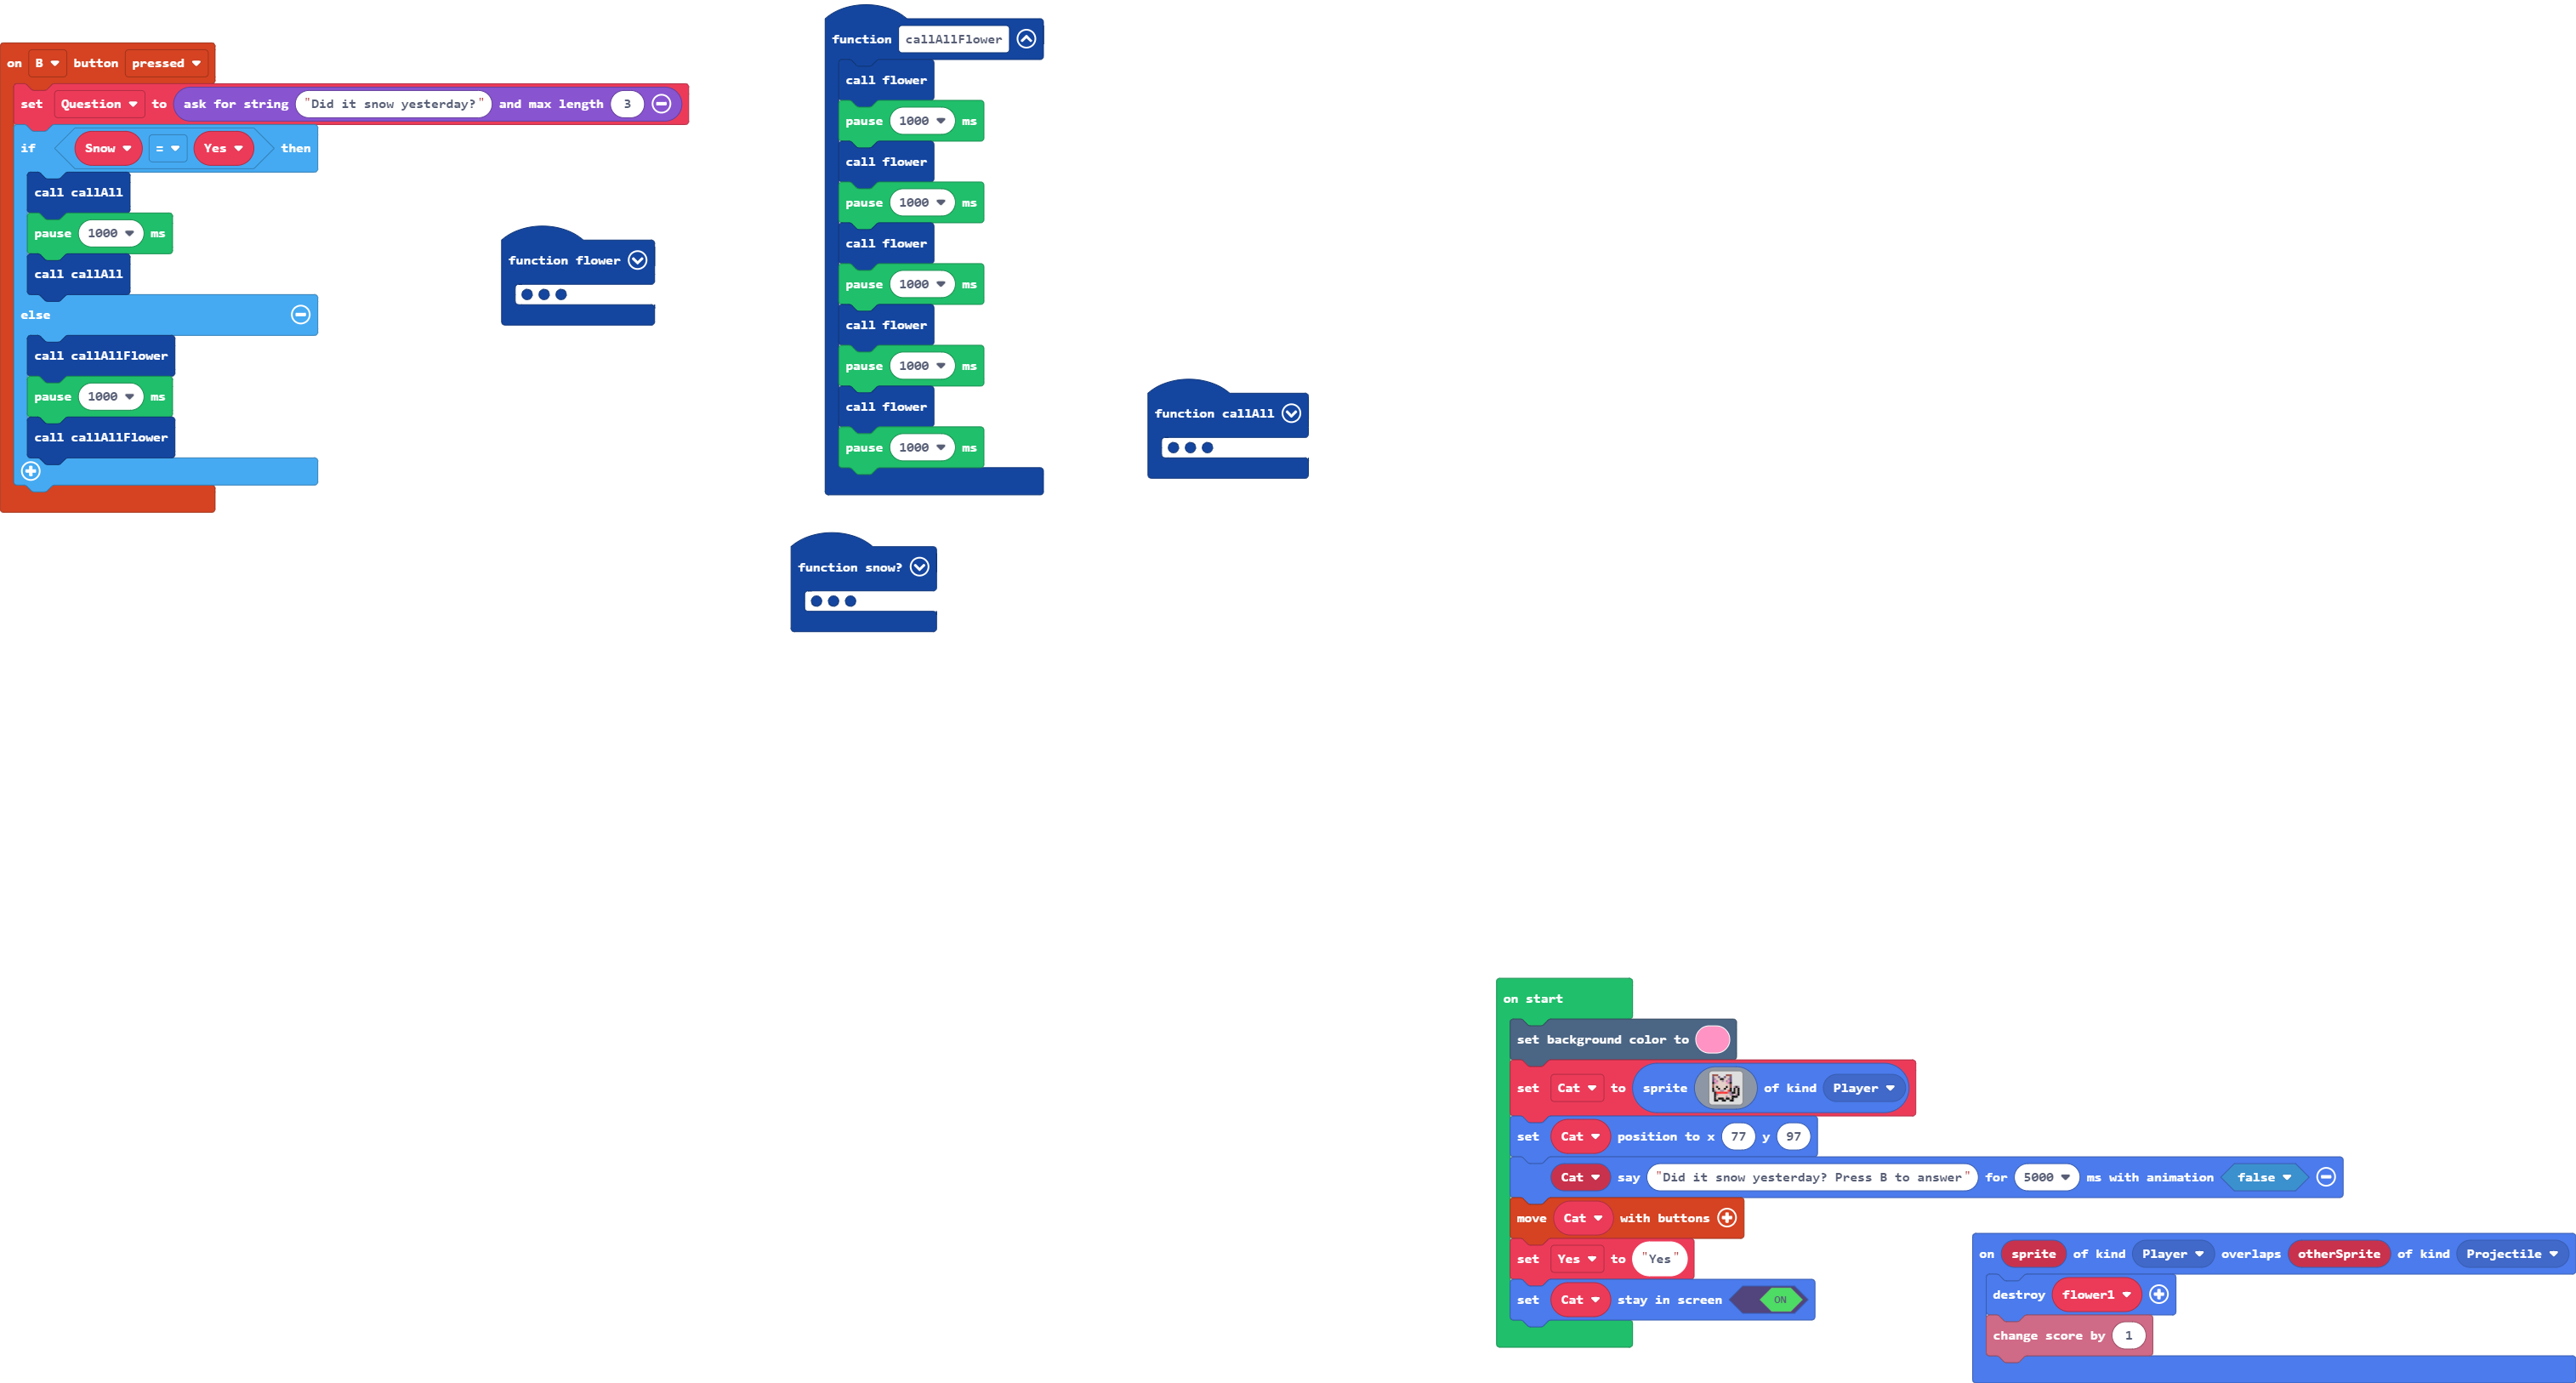 on B button pressed
set Question to ask for string "Did it snow yesterday?" and max length 3
if Snow = Yes then
call callAll
pause 1000 ms
call callAll
else
call callAllFlower
pause 1000 ms
call callAllFlower
function flower
function callAllFlower
call flower
pause 1000 ms
call flower
pause 1000 ms
call flower
pause 1000 ms
call flower
pause 1000 ms
call flower
pause 1000 ms
function callAll
function snow?
on start
set background color to
set Cat to sprite of kind Player
set Cat position to x 77 y 97
Cat say "Did it snow yesterday? Press B to answer" for 5000 ms with animation false
move Cat with buttons
set Yes to "Yes"
set Cat stay in screen ON
on sprite of kind Player overlaps otherSprite of kind Projectile
destroy flower1
change score by 1